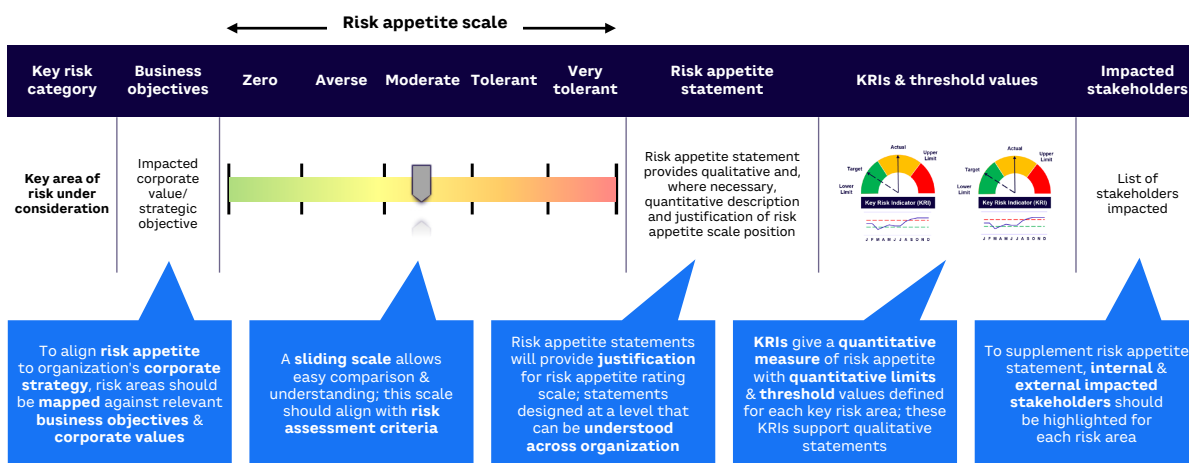 Risk appetite scale
Key risk
category
Business
objectives
Zero
Averse
Moderate
Tolerant
Very
tolerant
Risk appetite
statement
KRIs & threshold values
Impacted
stakeholders
Key area of
risk under
consideration
Impacted
corporate
value/
strategic
objective
Risk appetite statement
provides qualitative and,
where necessary,
quantitative description
and justification of risk
appetite scale position
Actual
Target
Upper
Limit
Lower
Limit
Key Risk Indicator (KRI)
J F M A M J J A S O N D
Actual
Target
Upper
Limit
Lower
Limit
Key Risk Indicator (KRI)
J F M A M J J A S O N D
List of
stakeholders
impacted
To align risk appetite
to organization's corporate
strategy, risk areas should
be mapped against relevant
business objectives &
corporate values
A sliding scale allows
easy comparison &
understanding; this scale
should align with risk
assessment criteria
Risk appetite statements
will provide justification
for risk appetite rating
scale; statements
designed at a level that
can be understood
across organization
KRIs give a quantitative
measure of risk appetite
with quantitative limits
& threshold values defined
for each key risk area; these
KRIs support qualitative
statements
To supplement risk appetite
statement, internal &
external impacted
stakeholders should
be highlighted for
each risk area